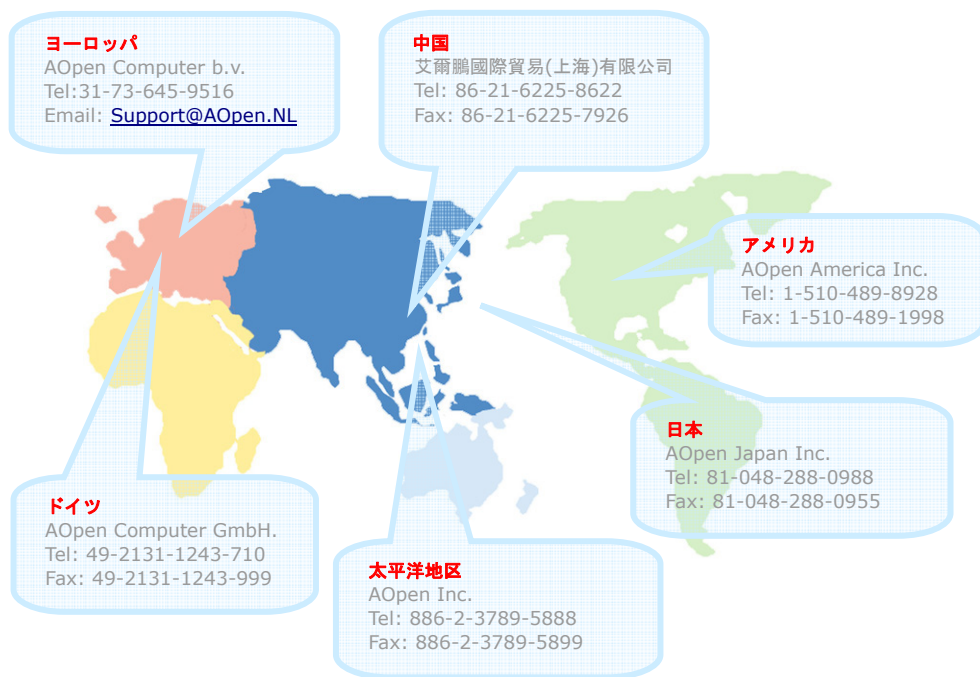 ヨーロッパ
AOpen Computer b.v.
Tel:31-73-645-9516
Email: Support@AOpen.NL
中国
艾爾鵬國際貿易(上海)有限公司
Tel: 86-21-6225-8622
Fax: 86-21-6225-7926
アメリカ
AOpen America Inc.
Tel: 1-510-489-8928
Fax: 1-510-489-1998
日本
AOpen Japan Inc.
Tel: 81-048-288-0988
Fax: 81-048-288-0955
ドイツ
AOpen Computer GmbH.
Tel: 49-2131-1243-710
Fax: 49-2131-1243-999
太平洋地区
AOpen Inc.
Tel: 886-2-3789-5888
Fax: 886-2-3789-5899